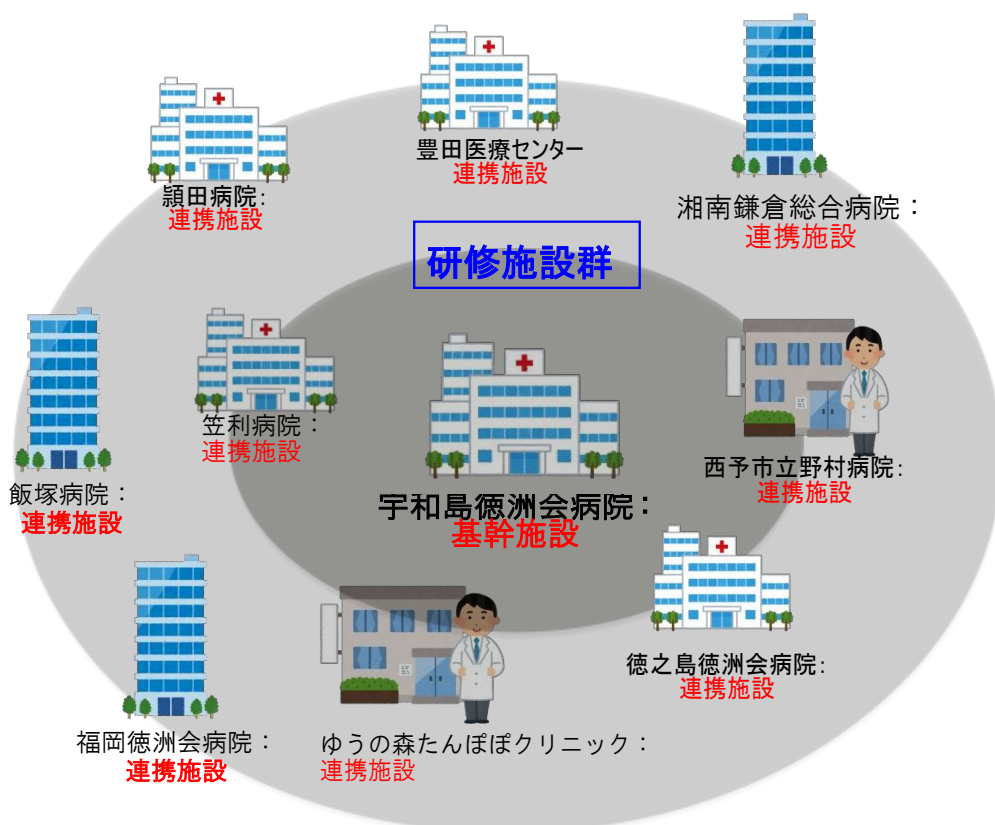 豊田医療センター
連携施設
頴田病院:
連携施設
湘南鎌倉総合病院：
連携施設
研修施設群
笠利病院：
連携施設
西予市立野村病院:
連携施設
飯塚病院：
連携施設
宇和島徳洲会病院：
基幹施設
徳之島徳洲会病院:
連携施設
福岡徳洲会病院：
連携施設
ゆうの森たんぽぽクリニック：
連携施設